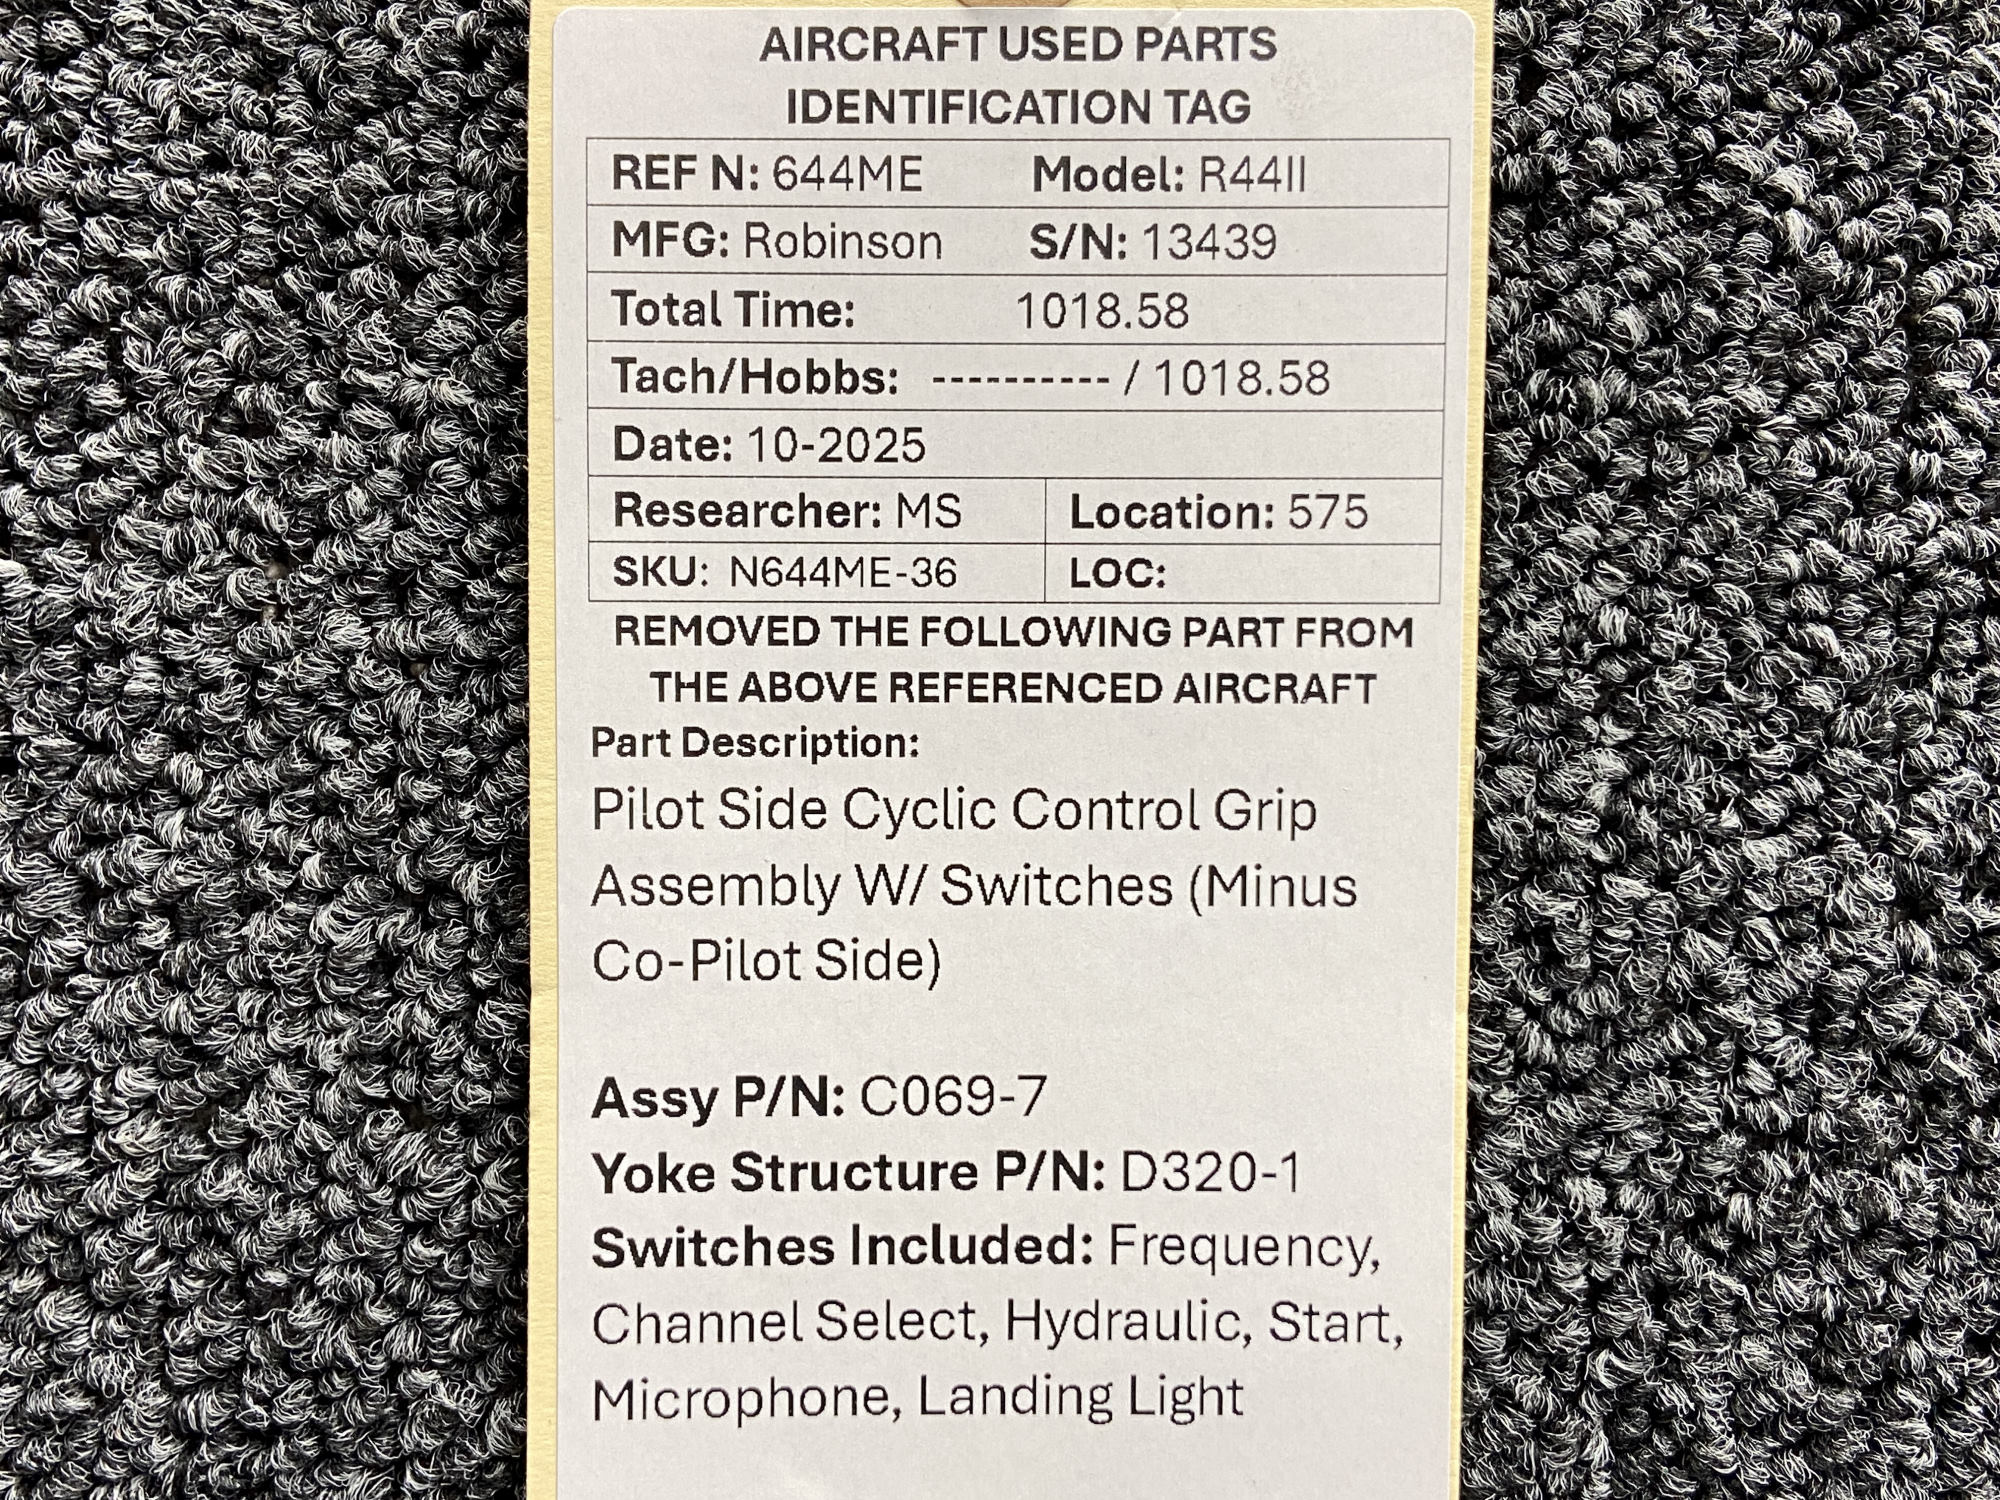 AIRCRAFT USED PARTS
IDENTIFICATION TAG
REF N: 644ME Model: R44II
MFG: Robinson S/N: 13439
Total Time: 1018.58
Tach/Hobbs: ---------- / 1018.58
Date: 10-2025
Researcher: MS Location: 575
SKU: N644ME-36 LOC:
REMOVED THE FOLLOWING PART FROM
THE ABOVE REFERENCED AIRCRAFT
Part Description:
Pilot Side Cyclic Control Grip
Assembly W/ Switches (Minus
Co-Pilot Side)
Assy P/N: C069-7
Yoke Structure P/N: D320-1
Switches Included: Frequency,
Channel Select, Hydraulic, Start,
Microphone, Landing Light